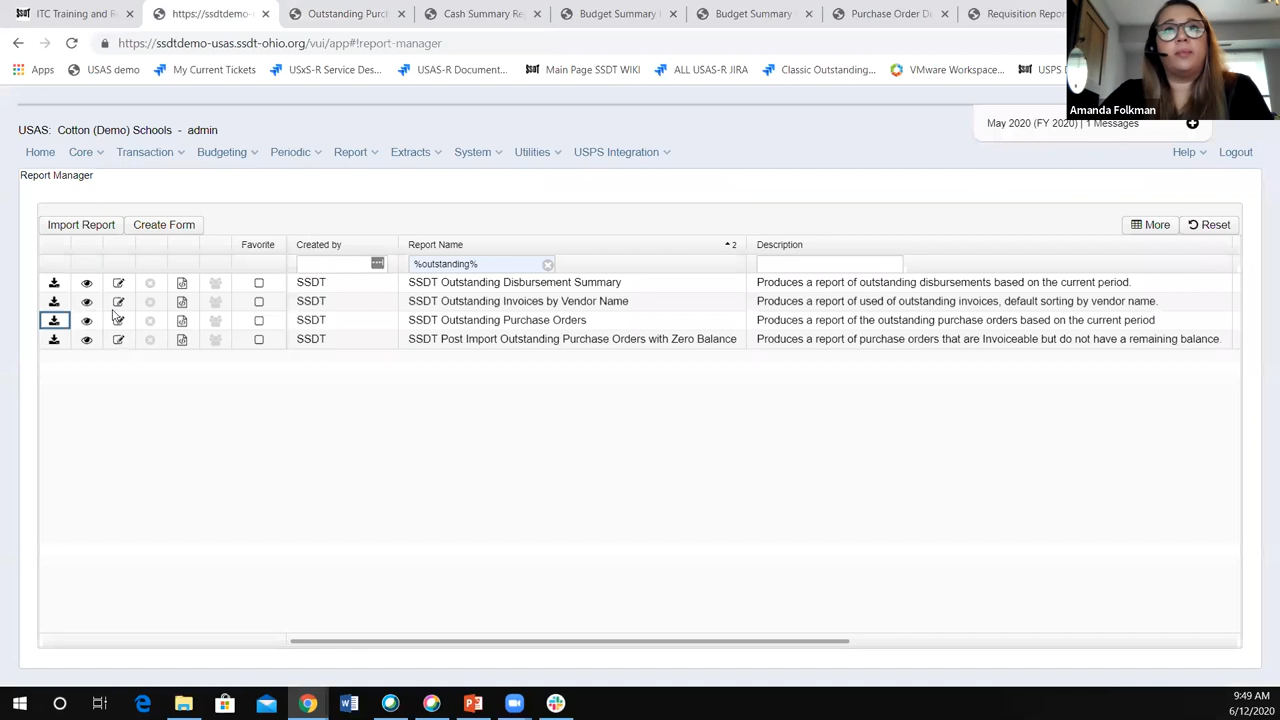 ITC Training and R
https://ssdtdemo-
Outstanding Purch
Cash Summary Re
Budget Summary
Budget Summary
Purchase Order D
Requisition Repor
https://ssdtdemo-usas.ssdt-ohio.org/vui/app#!report-manager
Apps
USAS demo
My Current Tickets
USxS-R Service Des...
USAS-R Document...
SSDT
Main Page SSDT WIKI
ALL USAS-R JIRA
Classic Outstanding...
VMware Workspace...
SSDT
USPS D
Amanda Folkman
USAS: Cotton (Demo) Schools - admin
May 2020 (FY 2020) | 1 Messages
Home Core Transaction Budgeting Periodic Report Extracts System Utilities USPS Integration Help Logout
Report Manager
Import Report Create Form More Reset
Favorite Created by Report Name 2 Description
%outstanding%
SSDT SSDT Outstanding Disbursement Summary Produces a report of outstanding disbursements based on the current period.
SSDT SSDT Outstanding Invoices by Vendor Name Produces a report of used of outstanding invoices, default sorting by vendor name.
SSDT SSDT Outstanding Purchase Orders Produces a report of the outstanding purchase orders based on the current period
SSDT SSDT Post Import Outstanding Purchase Orders with Zero Balance Produces a report of purchase orders that are Invoiceable but do not have a remaining balance.
9:49 AM
6/12/2020